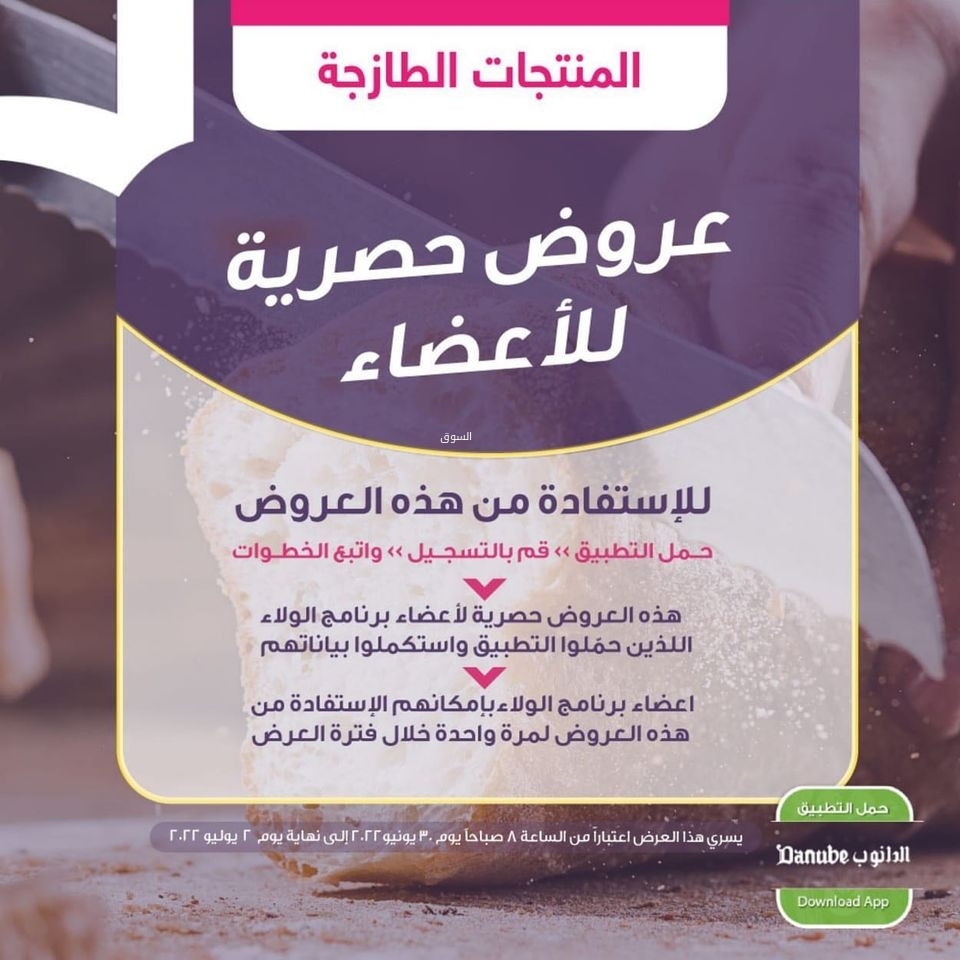 المنتجات الطازجة
عروض حصرية
للأعضاء
السوق
للإستفادة من هذه العروض
حمل التطبيق >> قم بالتسجيل >> واتبع الخطوات
هذه العروض حصرية لأعضاء برنامج الولاء
اللذين حمّلوا التطبيق واستكملوا بياناتهم
اعضاء برنامج الولاء بإمكانهم الإستفادة من
هذه العروض لمرة واحدة خلال فترة العرض
يسري هذا العرض اعتباراً من الساعة ٨ صباحاً يوم ٣٠ يونيو ٢٠٢٢ إلى نهاية يوم ٢ يوليو ٢٠٢٢
حمل التطبيق
الدانوب Danube
Download App